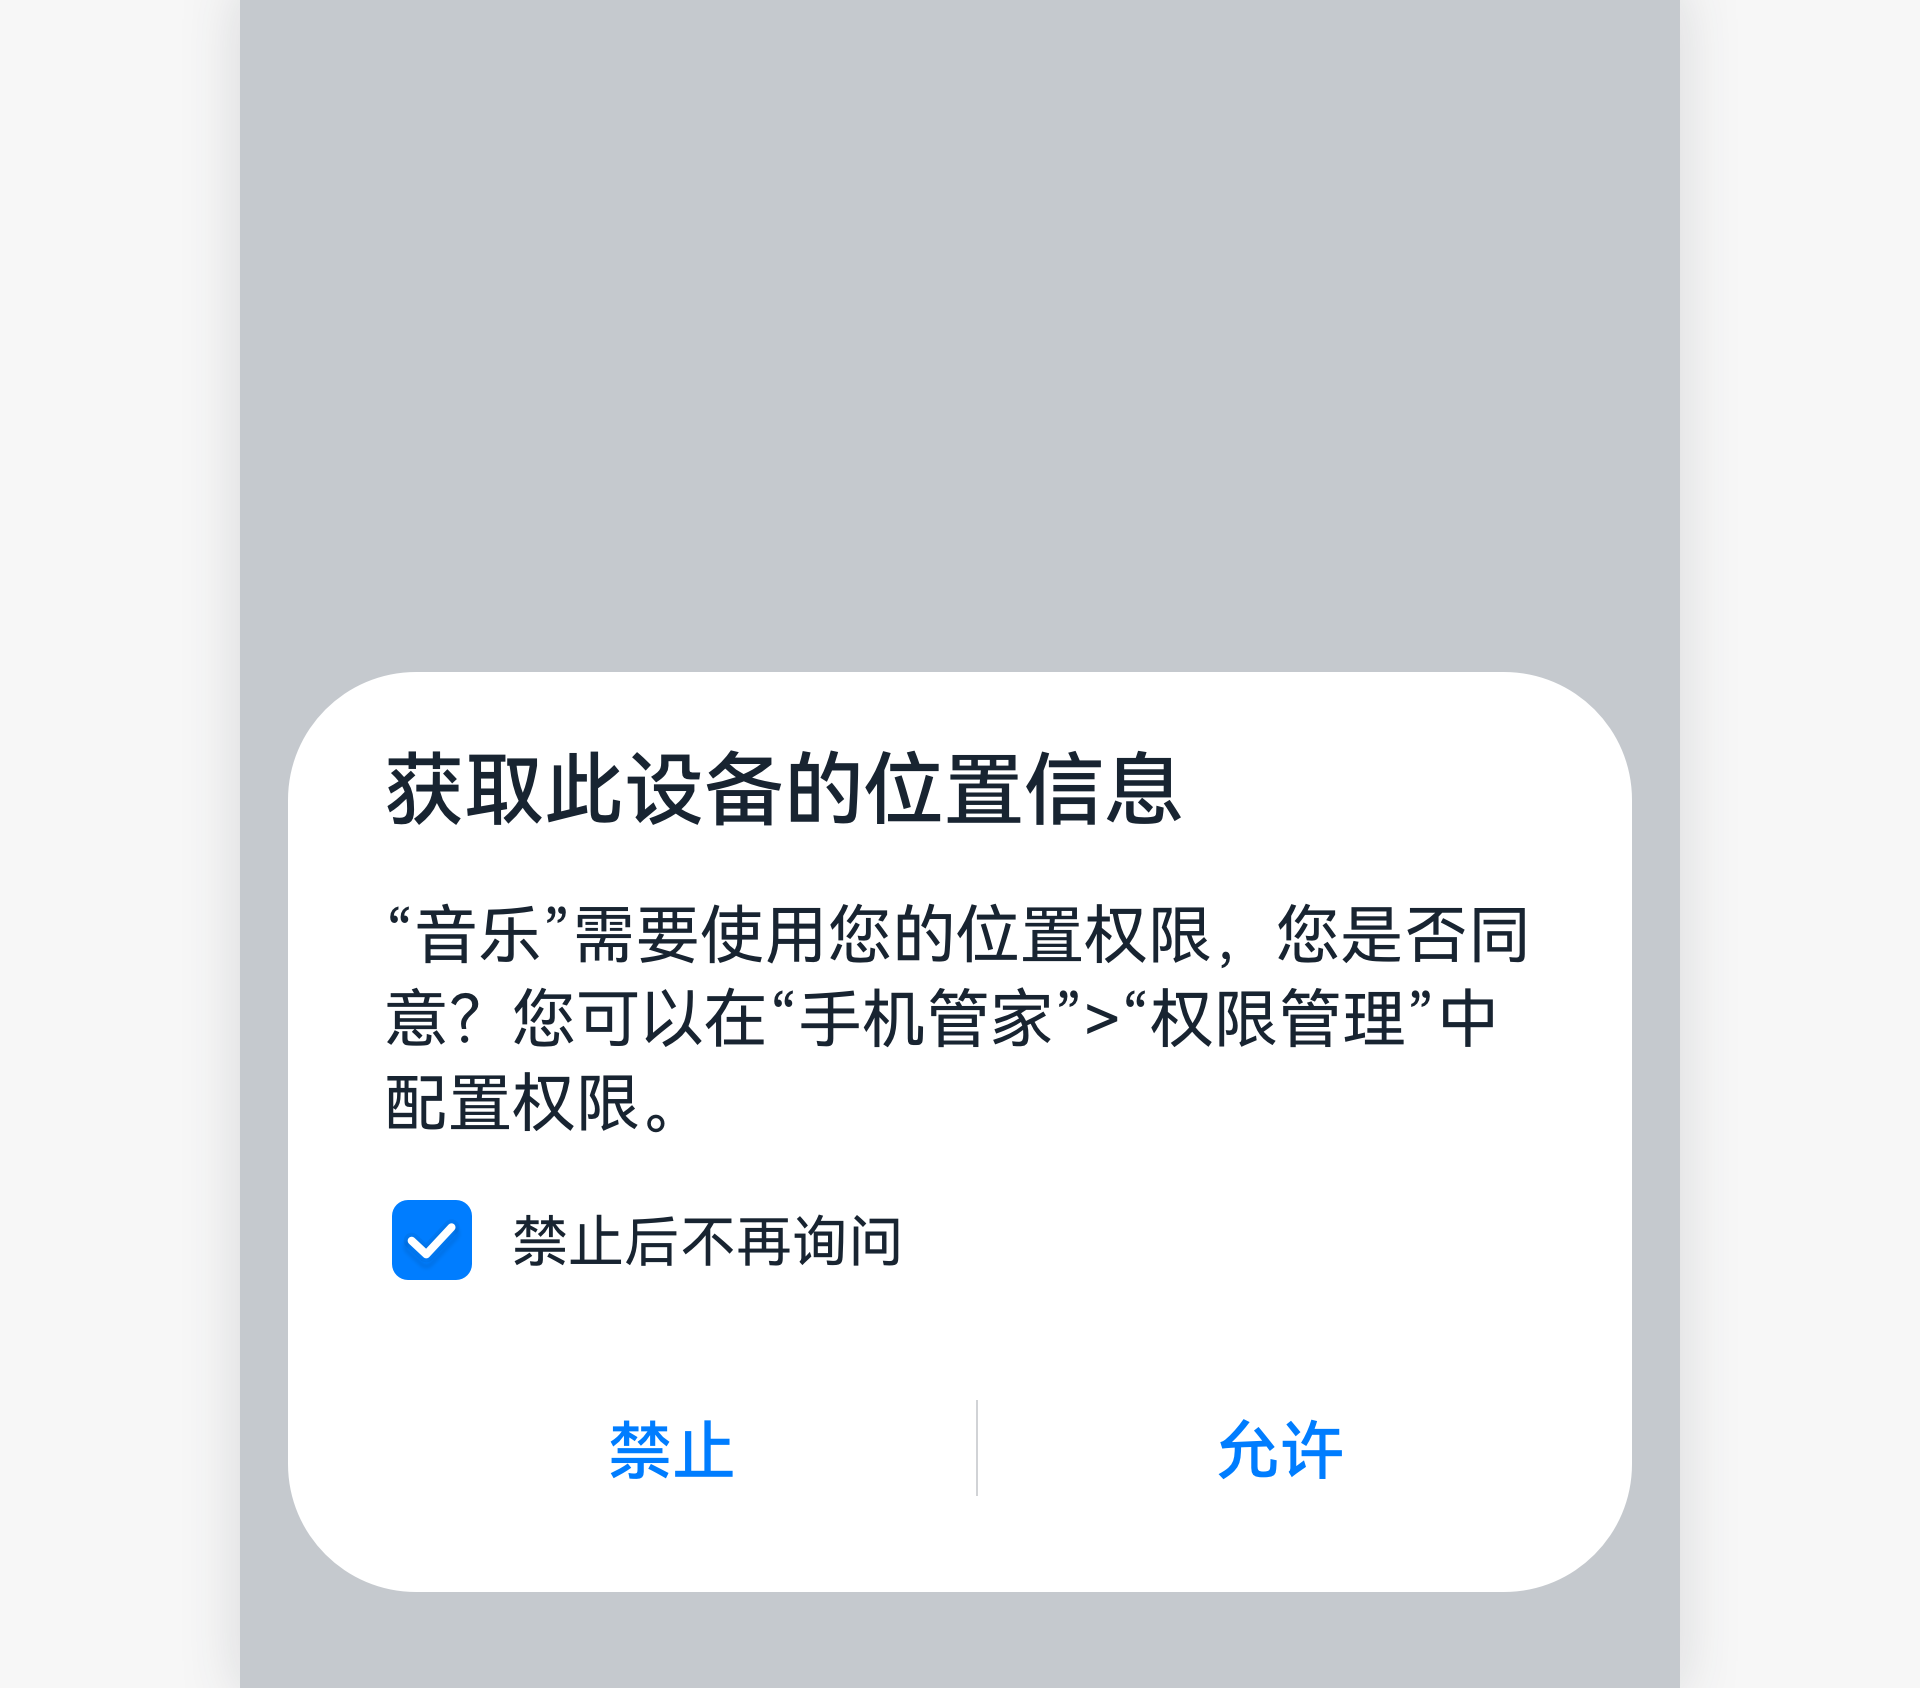 获取此设备的位置信息
“音乐”需要使用您的位置权限，您是否同
意？您可以在“手机管家”>“权限管理”中
配置权限。
禁止后不再询问
禁止
允许